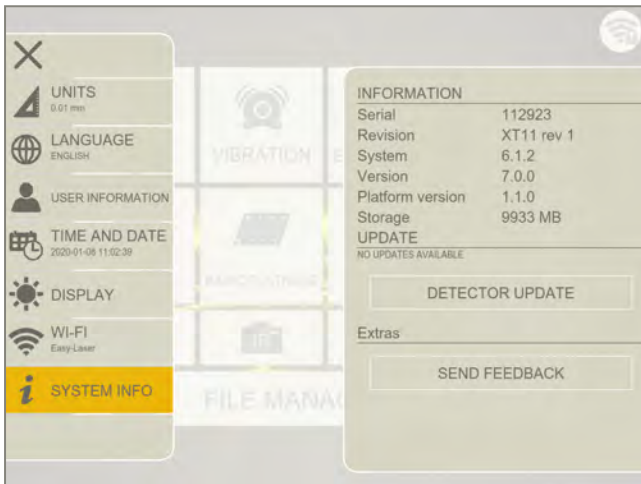 UNITS
0.01 mm
LANGUAGE
ENGLISH
USER INFORMATION
TIME AND DATE
2020-01-08 11:02:39
DISPLAY
WI-FI
Easy-Laser
SYSTEM INFO
VIBRATION
FILE MANA
INFORMATION
Serial 112923
Revision XT11 rev 1
System 6.1.2
Version 7.0.0
Platform version 1.1.0
Storage 9933 MB
UPDATE
NO UPDATES AVAILABLE
DETECTOR UPDATE
Extras
SEND FEEDBACK